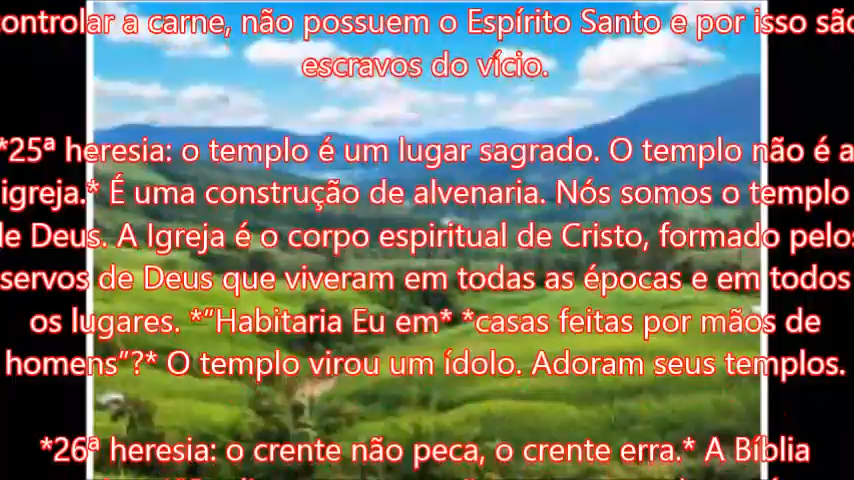 controlar a carne, não possuem o Espírito Santo e por isso são
escravos do vício.
*25ª heresia: o templo é um lugar sagrado. O templo não é a
igreja.* É uma construção de alvenaria. Nós somos o templo
de Deus. A Igreja é o corpo espiritual de Cristo, formado pelos
servos de Deus que viveram em todas as épocas e em todos
os lugares. *"Habitaria Eu em* *casas feitas por mãos de
homens"?* O templo virou um ídolo. Adoram seus templos.
*26ª heresia: o crente não peca, o crente erra.* A Bíblia